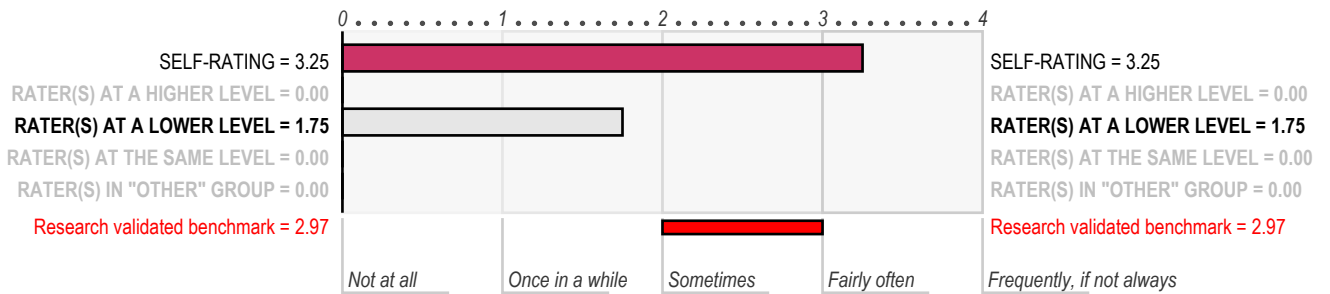 0 1 2 3 4
SELF-RATING = 3.25 SELF-RATING = 3.25
RATER(S) AT A HIGHER LEVEL = 0.00 RATER(S) AT A HIGHER LEVEL = 0.00
RATER(S) AT A LOWER LEVEL = 1.75 RATER(S) AT A LOWER LEVEL = 1.75
RATER(S) AT THE SAME LEVEL = 0.00 RATER(S) AT THE SAME LEVEL = 0.00
RATER(S) IN "OTHER" GROUP = 0.00 RATER(S) IN "OTHER" GROUP = 0.00
Research validated benchmark = 2.97 Research validated benchmark = 2.97
Not at all Once in a while Sometimes Fairly often Frequently, if not always